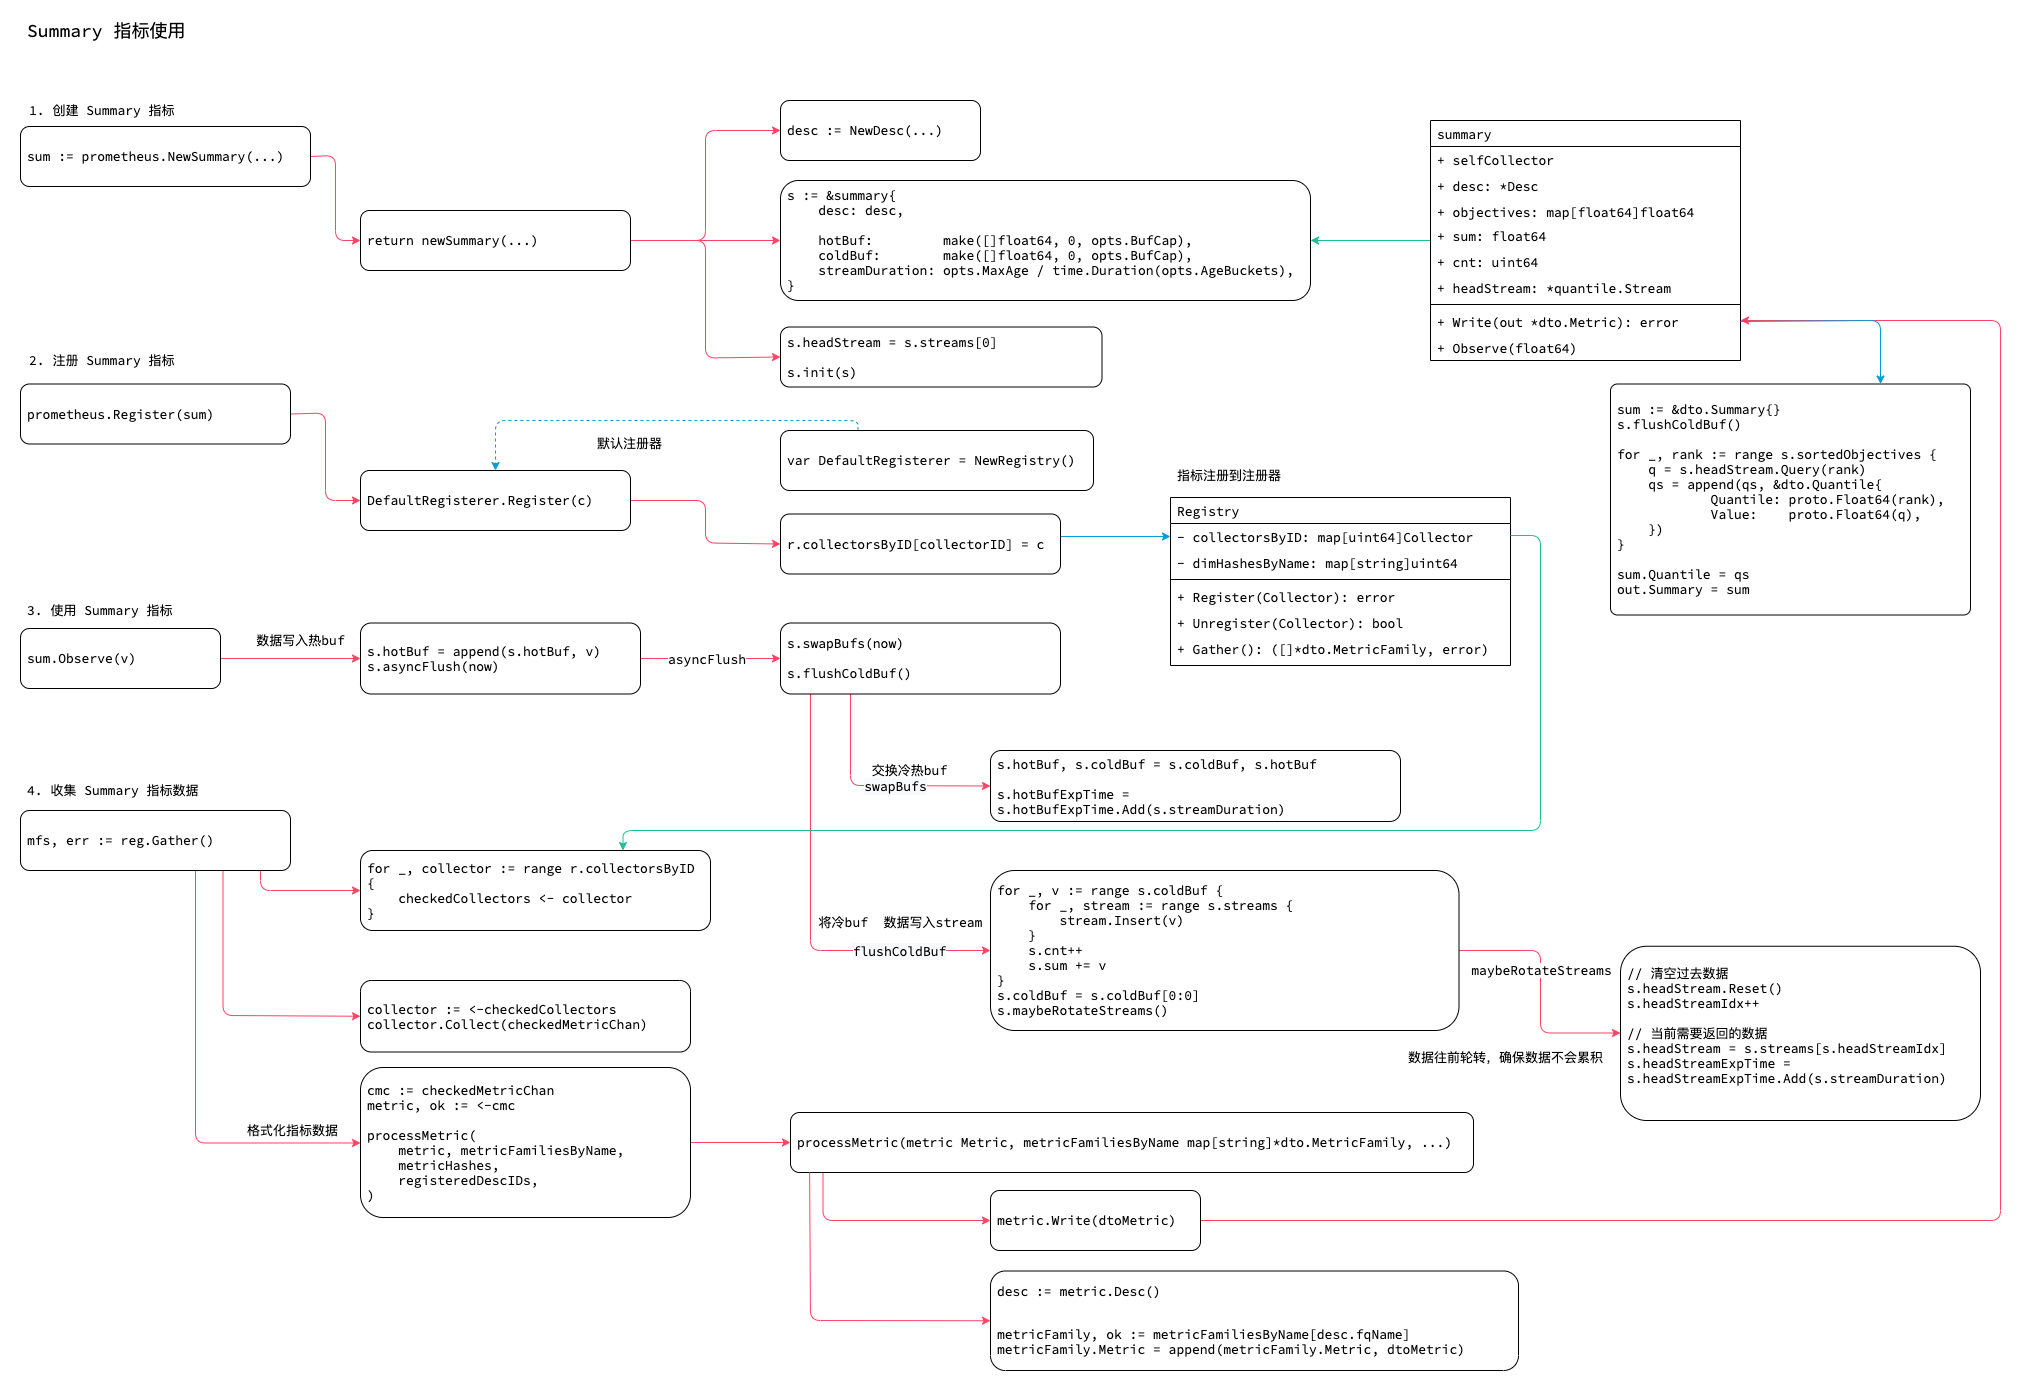 Summary 指标使用
1. 创建 Summary 指标
sum := prometheus.NewSummary(...)
return newSummary(...)
desc := NewDesc(...)
s := &summary{
    desc: desc,
    hotBuf:         make([]float64, 0, opts.BufCap),
    coldBuf:        make([]float64, 0, opts.BufCap),
    streamDuration: opts.MaxAge / time.Duration(opts.AgeBuckets),
}
s.headStream = s.streams[0]
s.init(s)
summary
+ selfCollector
+ desc: *Desc
+ objectives: map[float64]float64
+ sum: float64
+ cnt: uint64
+ headStream: *quantile.Stream
+ Write(out *dto.Metric): error
+ Observe(float64)
sum := &dto.Summary{}
s.flushColdBuf()
for _, rank := range s.sortedObjectives {
    q = s.headStream.Query(rank)
    qs = append(qs, &dto.Quantile{
            Quantile: proto.Float64(rank),
            Value:    proto.Float64(q),
    })
}
sum.Quantile = qs
out.Summary = sum
2. 注册 Summary 指标
prometheus.Register(sum)
默认注册器
DefaultRegisterer.Register(c)
var DefaultRegisterer = NewRegistry()
r.collectorsByID[collectorID] = c
指标注册到注册器
Registry
- collectorsByID: map[uint64]Collector
- dimHashesByName: map[string]uint64
+ Register(Collector): error
+ Unregister(Collector): bool
+ Gather(): ([]*dto.MetricFamily, error)
3. 使用 Summary 指标
sum.Observe(v)
数据写入热buf
s.hotBuf = append(s.hotBuf, v)
s.asyncFlush(now)
asyncFlush
s.swapBufs(now)
s.flushColdBuf()
交换冷热buf
swapBufs
s.hotBuf, s.coldBuf = s.coldBuf, s.hotBuf
s.hotBufExpTime =
s.hotBufExpTime.Add(s.streamDuration)
将冷buf  数据写入stream
flushColdBuf
for _, v := range s.coldBuf {
    for _, stream := range s.streams {
        stream.Insert(v)
    }
    s.cnt++
    s.sum += v
}
s.coldBuf = s.coldBuf[0:0]
s.maybeRotateStreams()
maybeRotateStreams
数据往前轮转，确保数据不会累积
// 清空过去数据
s.headStream.Reset()
s.headStreamIdx++
// 当前需要返回的数据
s.headStream = s.streams[s.headStreamIdx]
s.headStreamExpTime =
s.headStreamExpTime.Add(s.streamDuration)
4. 收集 Summary 指标数据
mfs, err := reg.Gather()
for _, collector := range r.collectorsByID
{
    checkedCollectors <- collector
}
collector := <-checkedCollectors
collector.Collect(checkedMetricChan)
格式化指标数据
cmc := checkedMetricChan
metric, ok := <-cmc
processMetric(
    metric, metricFamiliesByName,
    metricHashes,
    registeredDescIDs,
)
processMetric(metric Metric, metricFamiliesByName map[string]*dto.MetricFamily, ...)
metric.Write(dtoMetric)
desc := metric.Desc()
metricFamily, ok := metricFamiliesByName[desc.fqName]
metricFamily.Metric = append(metricFamily.Metric, dtoMetric)